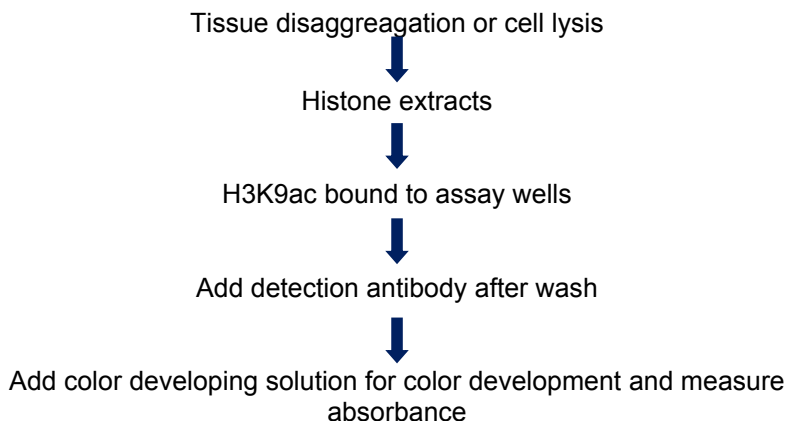 Tissue disaggreagation or cell lysis
Histone extracts
H3K9ac bound to assay wells
Add detection antibody after wash
Add color developing solution for color development and measure
absorbance